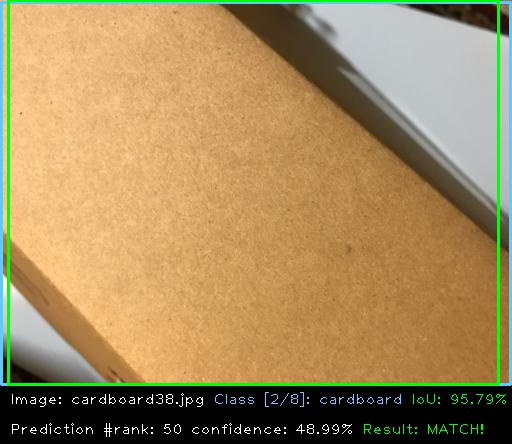 Image: cardboard38.jpg Class [2/8]: cardboard IoU: 95.79%
Prediction #rank: 50 confidence: 48.99% Result: MATCH!